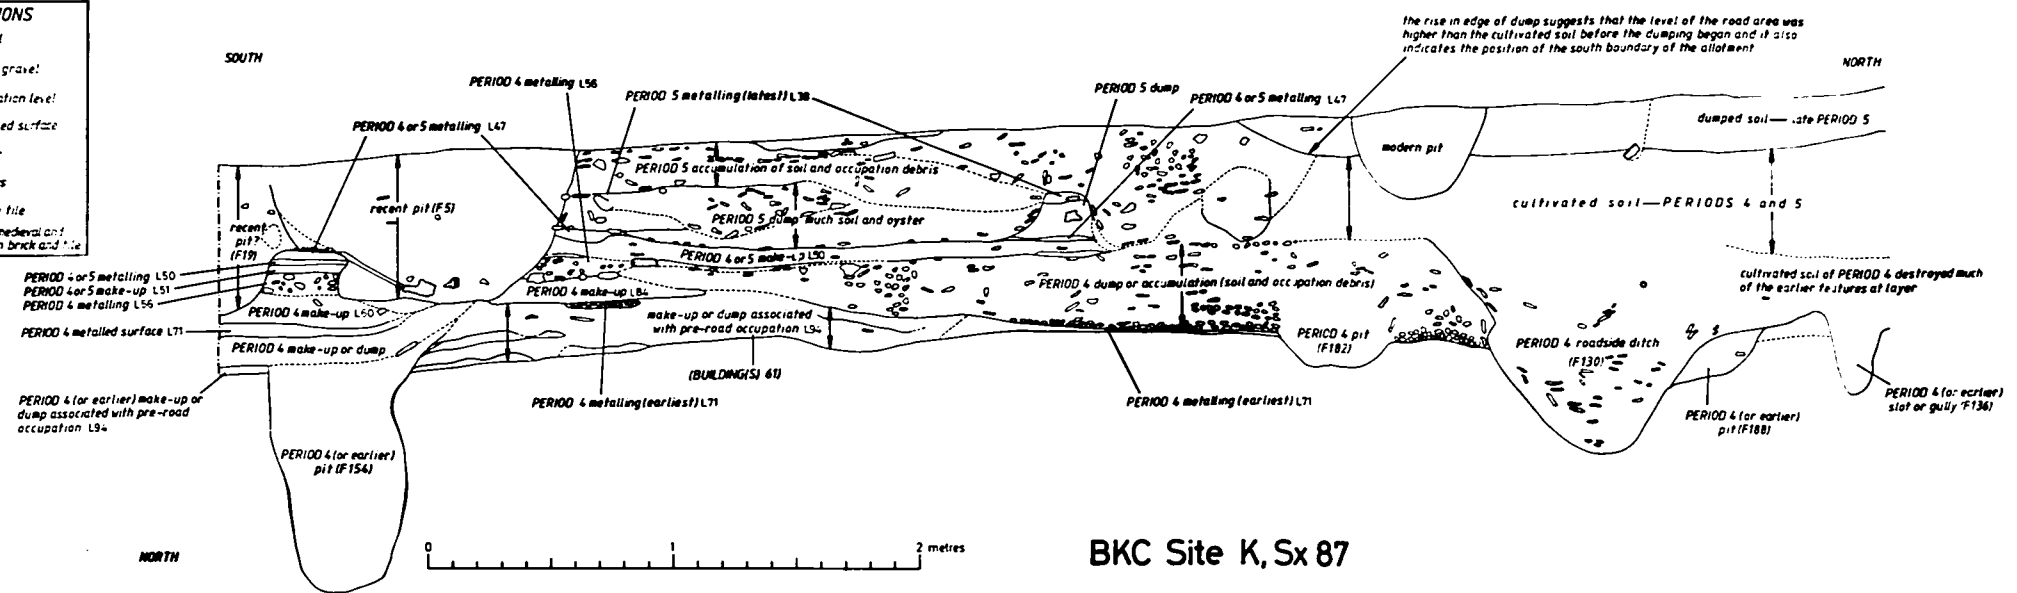 IONS
gravel
ation level
ed surface
tile
medieval and
brick and tile
SOUTH
NORTH
the rise in edge of dump suggests that the level of the road area was
higher than the cultivated soil before the dumping began and it also
indicates the position of the south boundary of the allotment
PERIOD 4 metalling L56
PERIOD 5 metalling (latest) L38
PERIOD 5 dump
PERIOD 4 or 5 metalling L47
PERIOD 4 or 5 metalling L47
dumped soil — late PERIOD 5
modern pit
PERIOD 5 accumulation of soil and occupation debris
recent pit (F5)
PERIOD 5 dump much soil and oyster
cultivated soil — PERIODS 4 and 5
recent
pit?
(F19)
PERIOD 4 or 5 make-up L50
PERIOD 4 or 5 metalling L50
PERIOD 4 or 5 make-up L51
PERIOD 4 metalling L56
PERIOD 4 make-up L60
PERIOD 4 make-up L84
PERIOD 4 dump or accumulation (soil and occupation debris)
cultivated soil of PERIOD 4 destroyed much
of the earlier features at layer
PERIOD 4 metalled surface L71
make-up or dump associated
with pre-road occupation L94
PERIOD 4 make-up or dump
PERIOD 4 pit
(F182)
PERIOD 4 roadside ditch
(F130)
(BUILDING(S) 61)
PERIOD 4 (or earlier) make-up or
dump associated with pre-road
occupation L94
PERIOD 4 metalling (earliest) L71
PERIOD 4 metalling (earliest) L71
PERIOD 4 (or earlier)
pit (F188)
PERIOD 4 (or earlier)
slot or gully (F136)
PERIOD 4 (or earlier)
pit (F154)
NORTH
0 1 2 metres
BKC Site K, Sx 87